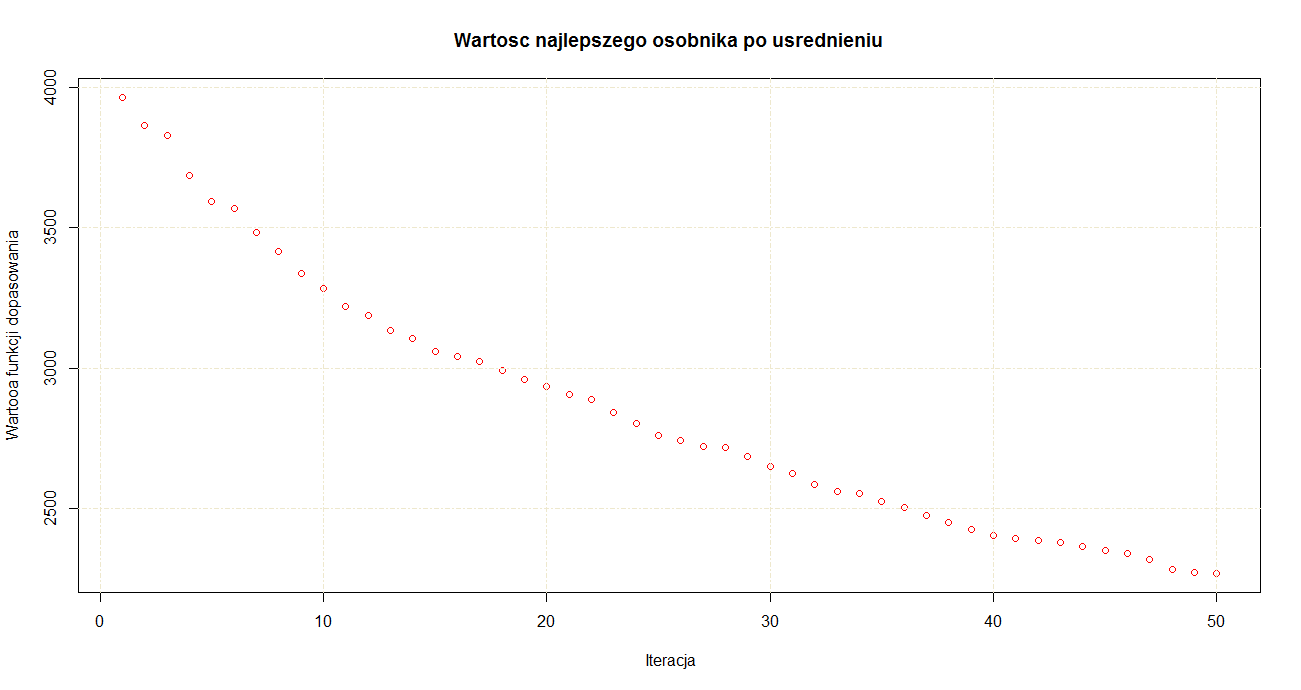 Wartosc najlepszego osobnika po usrednieniu
Wartooa funkcji dopasowania
4000
3500
3000
2500
0 10 20 30 40 50
Iteracja